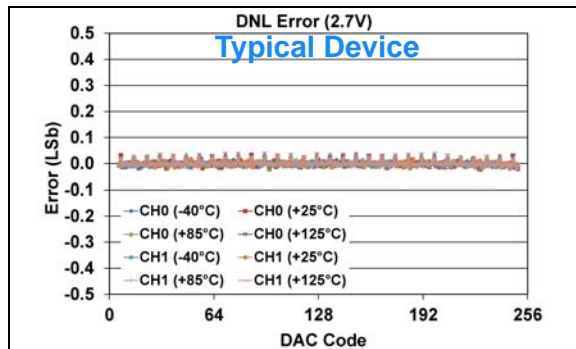 DNL Error (2.7V)
Typical Device
0.5
0.4
0.3
0.2
0.1
0.0
-0.1
-0.2
-0.3
-0.4
-0.5
Error (LSb)
CH0 (-40°C) CH0 (+25°C)
CH0 (+85°C) CH0 (+125°C)
CH1 (-40°C) CH1 (+25°C)
CH1 (+85°C) CH1 (+125°C)
0 64 128 192 256
DAC Code